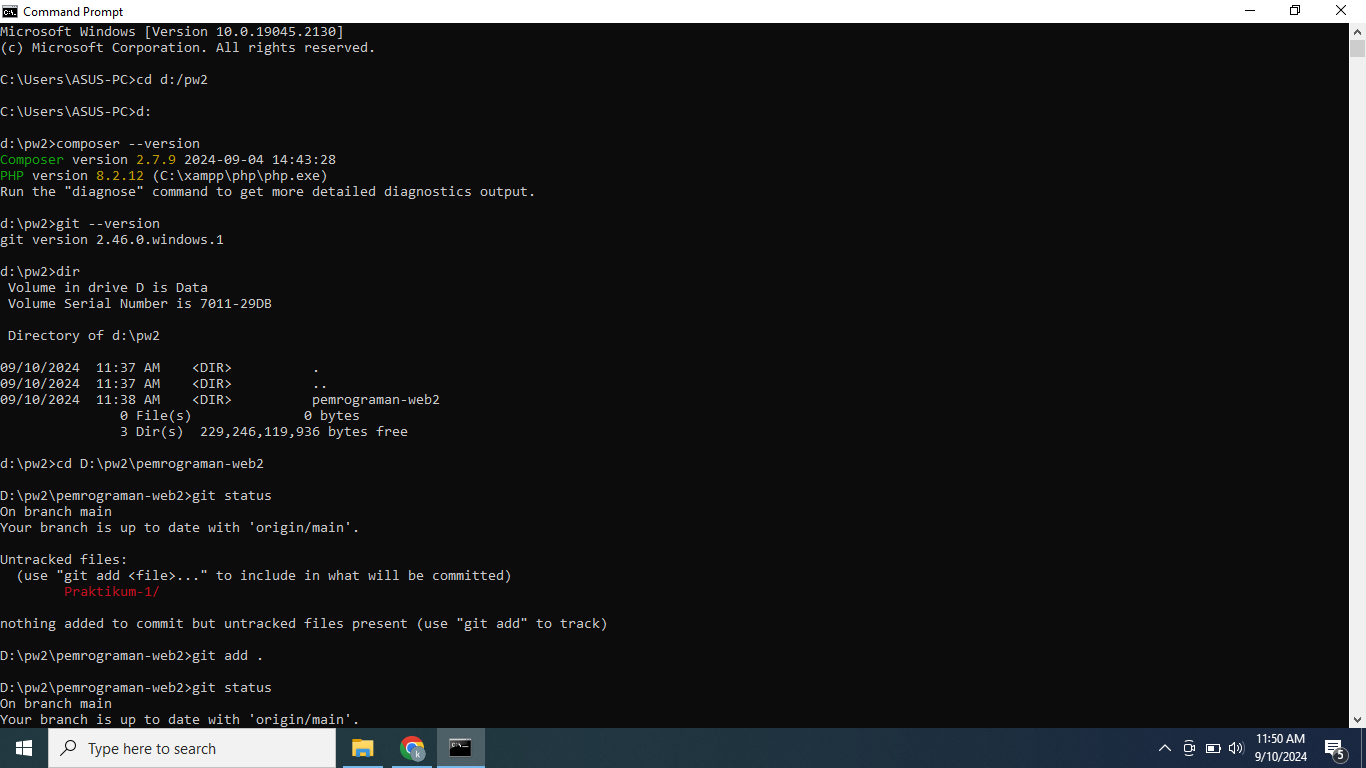 Command Prompt
Microsoft Windows [Version 10.0.19045.2130]
(c) Microsoft Corporation. All rights reserved.
C:\Users\ASUS-PC>cd d:/pw2
C:\Users\ASUS-PC>d:
d:\pw2>composer --version
Composer version 2.7.9 2024-09-04 14:43:28
PHP version 8.2.12 (C:\xampp\php\php.exe)
Run the "diagnose" command to get more detailed diagnostics output.
d:\pw2>git --version
git version 2.46.0.windows.1
d:\pw2>dir
Volume in drive D is Data
Volume Serial Number is 7011-29DB
Directory of d:\pw2
09/10/2024  11:37 AM    <DIR>          .
09/10/2024  11:37 AM    <DIR>          ..
09/10/2024  11:38 AM    <DIR>          pemrograman-web2
0 File(s)              0 bytes
3 Dir(s)  229,246,119,936 bytes free
d:\pw2>cd D:\pw2\pemrograman-web2
D:\pw2\pemrograman-web2>git status
On branch main
Your branch is up to date with 'origin/main'.
Untracked files:
(use "git add <file>..." to include in what will be committed)
Praktikum-1/
nothing added to commit but untracked files present (use "git add" to track)
D:\pw2\pemrograman-web2>git add .
D:\pw2\pemrograman-web2>git status
On branch main
Your branch is up to date with 'origin/main'.
Type here to search
k
11:50 AM
9/10/2024
5